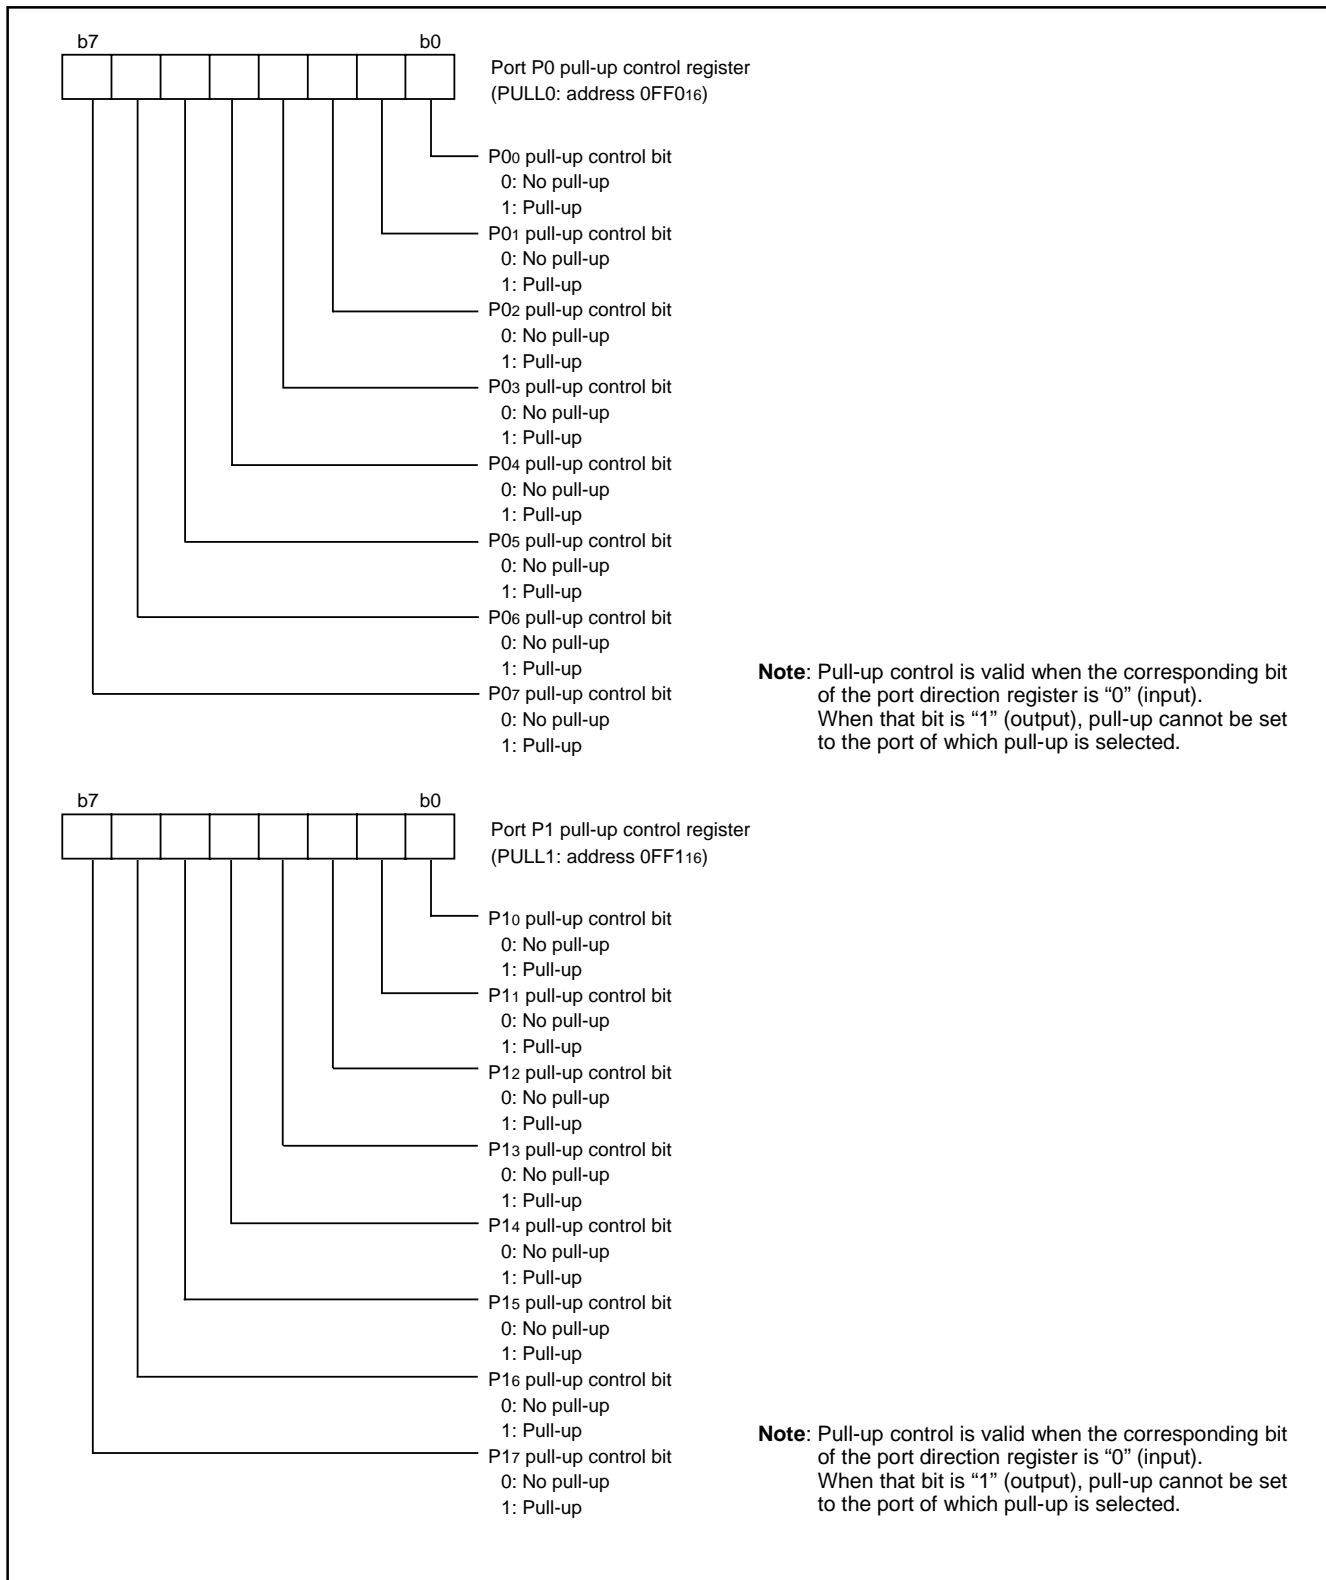 b7 b0
Port P0 pull-up control register
(PULL0: address 0FF016)
P00 pull-up control bit
0: No pull-up
1: Pull-up
P01 pull-up control bit
0: No pull-up
1: Pull-up
P02 pull-up control bit
0: No pull-up
1: Pull-up
P03 pull-up control bit
0: No pull-up
1: Pull-up
P04 pull-up control bit
0: No pull-up
1: Pull-up
P05 pull-up control bit
0: No pull-up
1: Pull-up
P06 pull-up control bit
0: No pull-up
1: Pull-up
P07 pull-up control bit
0: No pull-up
1: Pull-up
Note: Pull-up control is valid when the corresponding bit
of the port direction register is “0” (input).
When that bit is “1” (output), pull-up cannot be set
to the port of which pull-up is selected.
b7 b0
Port P1 pull-up control register
(PULL1: address 0FF116)
P10 pull-up control bit
0: No pull-up
1: Pull-up
P11 pull-up control bit
0: No pull-up
1: Pull-up
P12 pull-up control bit
0: No pull-up
1: Pull-up
P13 pull-up control bit
0: No pull-up
1: Pull-up
P14 pull-up control bit
0: No pull-up
1: Pull-up
P15 pull-up control bit
0: No pull-up
1: Pull-up
P16 pull-up control bit
0: No pull-up
1: Pull-up
P17 pull-up control bit
0: No pull-up
1: Pull-up
Note: Pull-up control is valid when the corresponding bit
of the port direction register is “0” (input).
When that bit is “1” (output), pull-up cannot be set
to the port of which pull-up is selected.